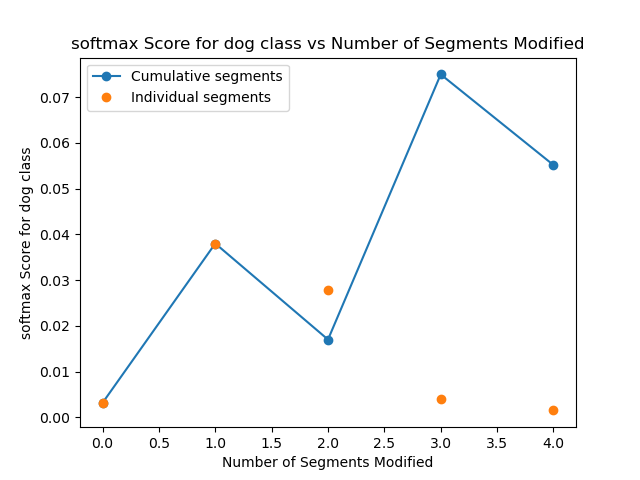 softmax Score for dog class vs Number of Segments Modified
Cumulative segments
Individual segments
softmax Score for dog class
0.07
0.06
0.05
0.04
0.03
0.02
0.01
0.00
0.0 0.5 1.0 1.5 2.0 2.5 3.0 3.5 4.0
Number of Segments Modified